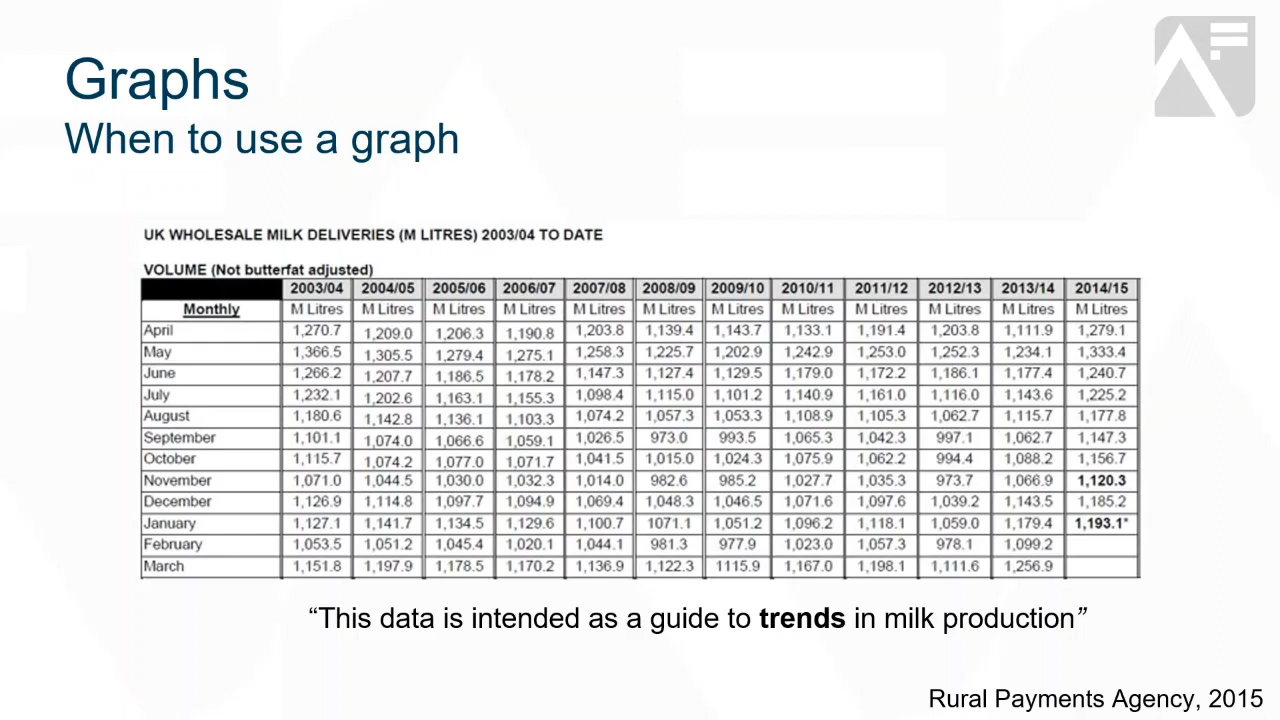 Graphs
When to use a graph
UK WHOLESALE MILK DELIVERIES (M LITRES) 2003/04 TO DATE
VOLUME (Not butterfat adjusted)
2003/04 2004/05 2005/06 2006/07 2007/08 2008/09 2009/10 2010/11 2011/12 2012/13 2013/14 2014/15
Monthly M Litres M Litres M Litres M Litres M Litres M Litres M Litres M Litres M Litres M Litres M Litres M Litres
April 1,270.7 1,209.0 1,206.3 1,190.8 1,203.8 1,139.4 1,143.7 1,133.1 1,191.4 1,203.8 1,111.9 1,279.1
May 1,366.5 1,305.5 1,279.4 1,275.1 1,258.3 1,225.7 1,202.9 1,242.9 1,253.0 1,252.3 1,234.1 1,333.4
June 1,266.2 1,207.7 1,186.5 1,178.2 1,147.3 1,127.4 1,129.5 1,179.0 1,172.2 1,186.1 1,177.4 1,240.7
July 1,232.1 1,202.6 1,163.1 1,155.3 1,098.4 1,115.0 1,101.2 1,140.9 1,161.0 1,116.0 1,143.6 1,225.2
August 1,180.6 1,142.8 1,136.1 1,103.3 1,074.2 1,057.3 1,053.3 1,108.9 1,105.3 1,062.7 1,115.7 1,177.8
September 1,101.1 1,074.0 1,066.6 1,059.1 1,026.5 973.0 993.5 1,065.3 1,042.3 997.1 1,062.7 1,147.3
October 1,115.7 1,074.2 1,077.0 1,071.7 1,041.5 1,015.0 1,024.3 1,075.9 1,062.2 994.4 1,088.2 1,156.7
November 1,071.0 1,044.5 1,030.0 1,032.3 1,014.0 982.6 985.2 1,027.7 1,035.3 973.7 1,066.9 1,120.3
December 1,126.9 1,114.8 1,097.7 1,094.9 1,069.4 1,048.3 1,046.5 1,071.6 1,097.6 1,039.2 1,143.5 1,185.2
January 1,127.1 1,141.7 1,134.5 1,129.6 1,100.7 1071.1 1,051.2 1,096.2 1,118.1 1,059.0 1,179.4 1,193.1*
February 1,053.5 1,051.2 1,045.4 1,020.1 1,044.1 981.3 977.9 1,023.0 1,057.3 978.1 1,099.2
March 1,151.8 1,197.9 1,178.5 1,170.2 1,136.9 1,122.3 1115.9 1,167.0 1,198.1 1,111.6 1,256.9
“This data is intended as a guide to trends in milk production”
Rural Payments Agency, 2015